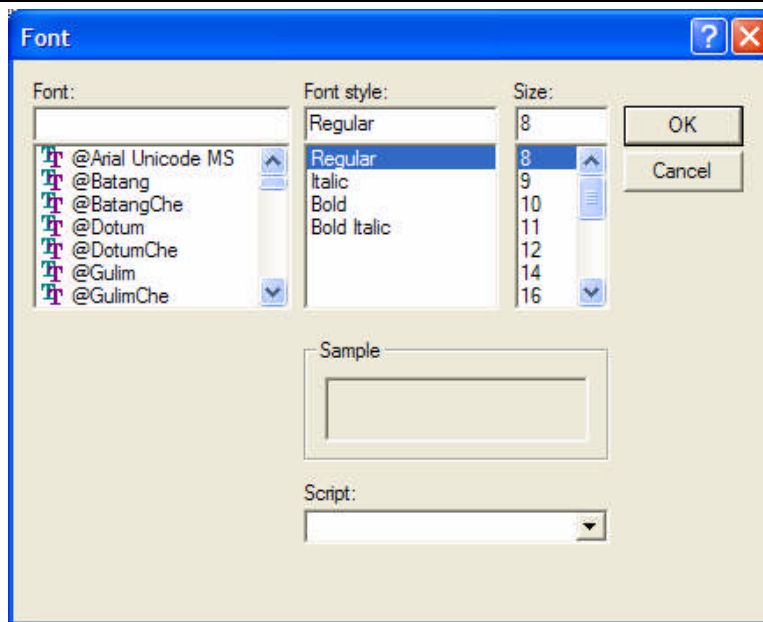 Font
Font:
Font style:
Size:
Regular
8
OK
Cancel
@Arial Unicode MS
@Batang
@BatangChe
@Dotum
@DotumChe
@Gulim
@GulimChe
Regular
Italic
Bold
Bold Italic
8
9
10
11
12
14
16
Sample
Script: